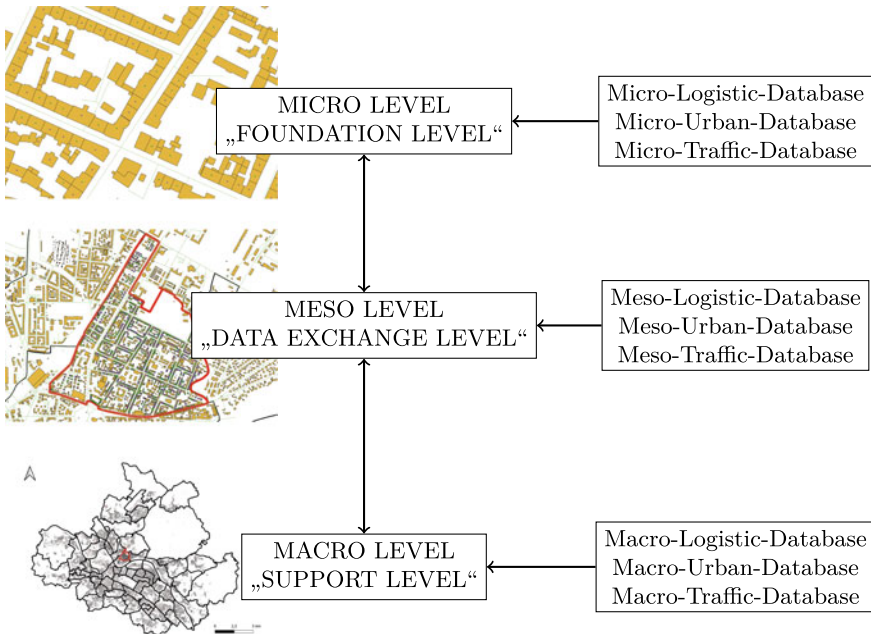 MICRO LEVEL
„FOUNDATION LEVEL“
Micro-Logistic-Database
Micro-Urban-Database
Micro-Traffic-Database
MESO LEVEL
„DATA EXCHANGE LEVEL“
Meso-Logistic-Database
Meso-Urban-Database
Meso-Traffic-Database
MACRO LEVEL
„SUPPORT LEVEL“
Macro-Logistic-Database
Macro-Urban-Database
Macro-Traffic-Database